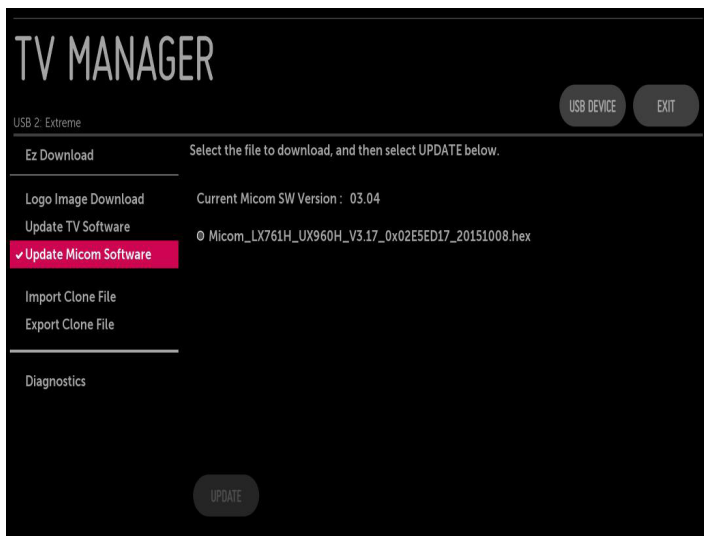 TV MANAGER
USB 2: Extreme
USB DEVICE
EXIT
Ez Download
Logo Image Download
Update TV Software
Update Micom Software
Import Clone File
Export Clone File
Diagnostics
Select the file to download, and then select UPDATE below.
Current Micom SW Version : 03.04
Micom_LX761H_UX960H_V3.17_0x02E5ED17_20151008.hex
UPDATE